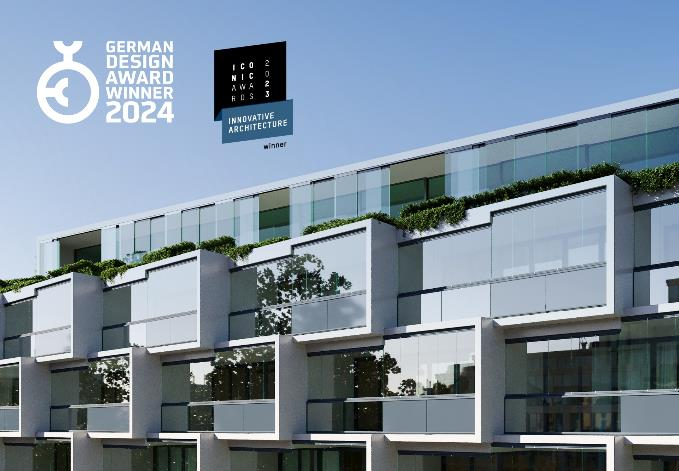 GERMAN
DESIGN
AWARD
WINNER
2024
ICO 2
NIC 0
AWA 2
RDS 3
INNOVATIVE
ARCHITECTURE
winner